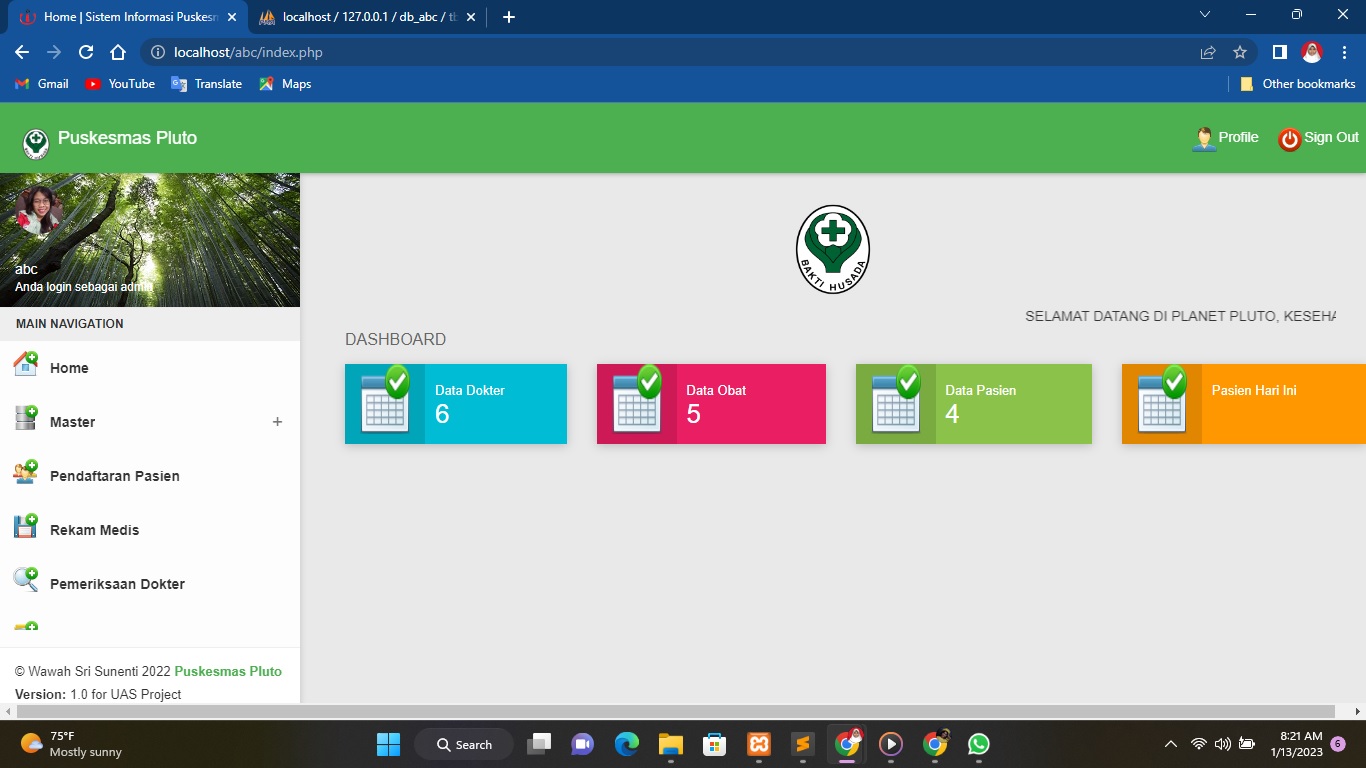 Home | Sistem Informasi Puskesn
localhost / 127.0.0.1 / db_abc / tb
localhost/abc/index.php
Gmail
YouTube
Translate
Maps
Other bookmarks
Puskesmas Pluto
Profile
Sign Out
abc
Anda login sebagai admin
MAIN NAVIGATION
Home
Master
Pendaftaran Pasien
Rekam Medis
Pemeriksaan Dokter
© Wawah Sri Sunenti 2022 Puskesmas Pluto
Version: 1.0 for UAS Project
BAKTI HUSADA
SELAMAT DATANG DI PLANET PLUTO, KESEHA
DASHBOARD
Data Dokter
6
Data Obat
5
Data Pasien
4
Pasien Hari Ini
75°F
Mostly sunny
Search
8:21 AM
1/13/2023
6